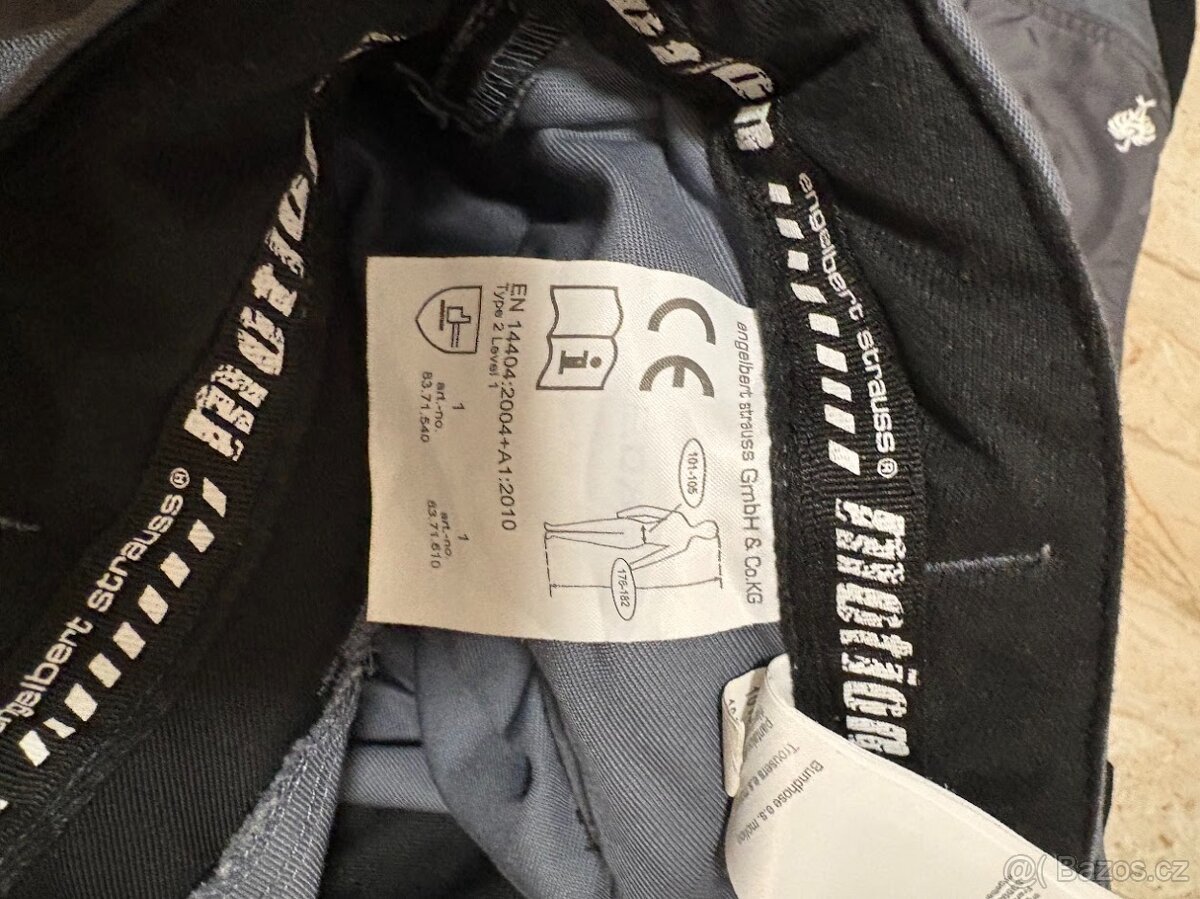 engelbert strauss GmbH & Co.KG
CE
i
101-105
176-182
EN 14404:2004+A1:2010
Type 2 Level 1
1
art.-no.
83.71.540
1
art.-no.
83.71.610
engelbert strauss®
motion
engelbert strauss®
motion
Bundhose e.s.
Trousers e.s.
@( Bazos.cz